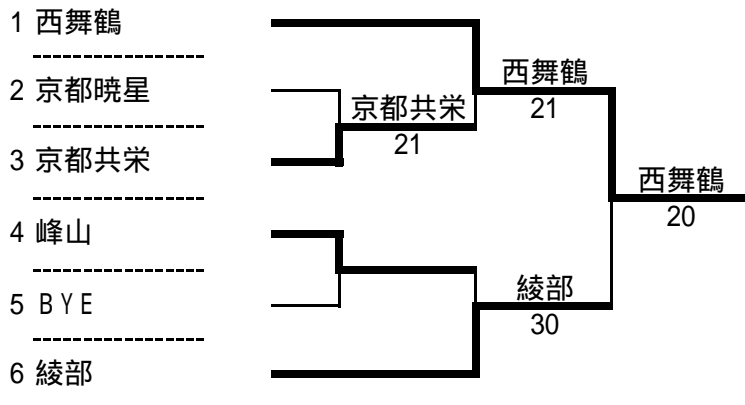 1 西舞鶴
2 京都暁星
3 京都共栄
4 峰山
5 ＢＹＥ
6 綾部
京都共栄
21
西舞鶴
21
綾部
30
西舞鶴
20